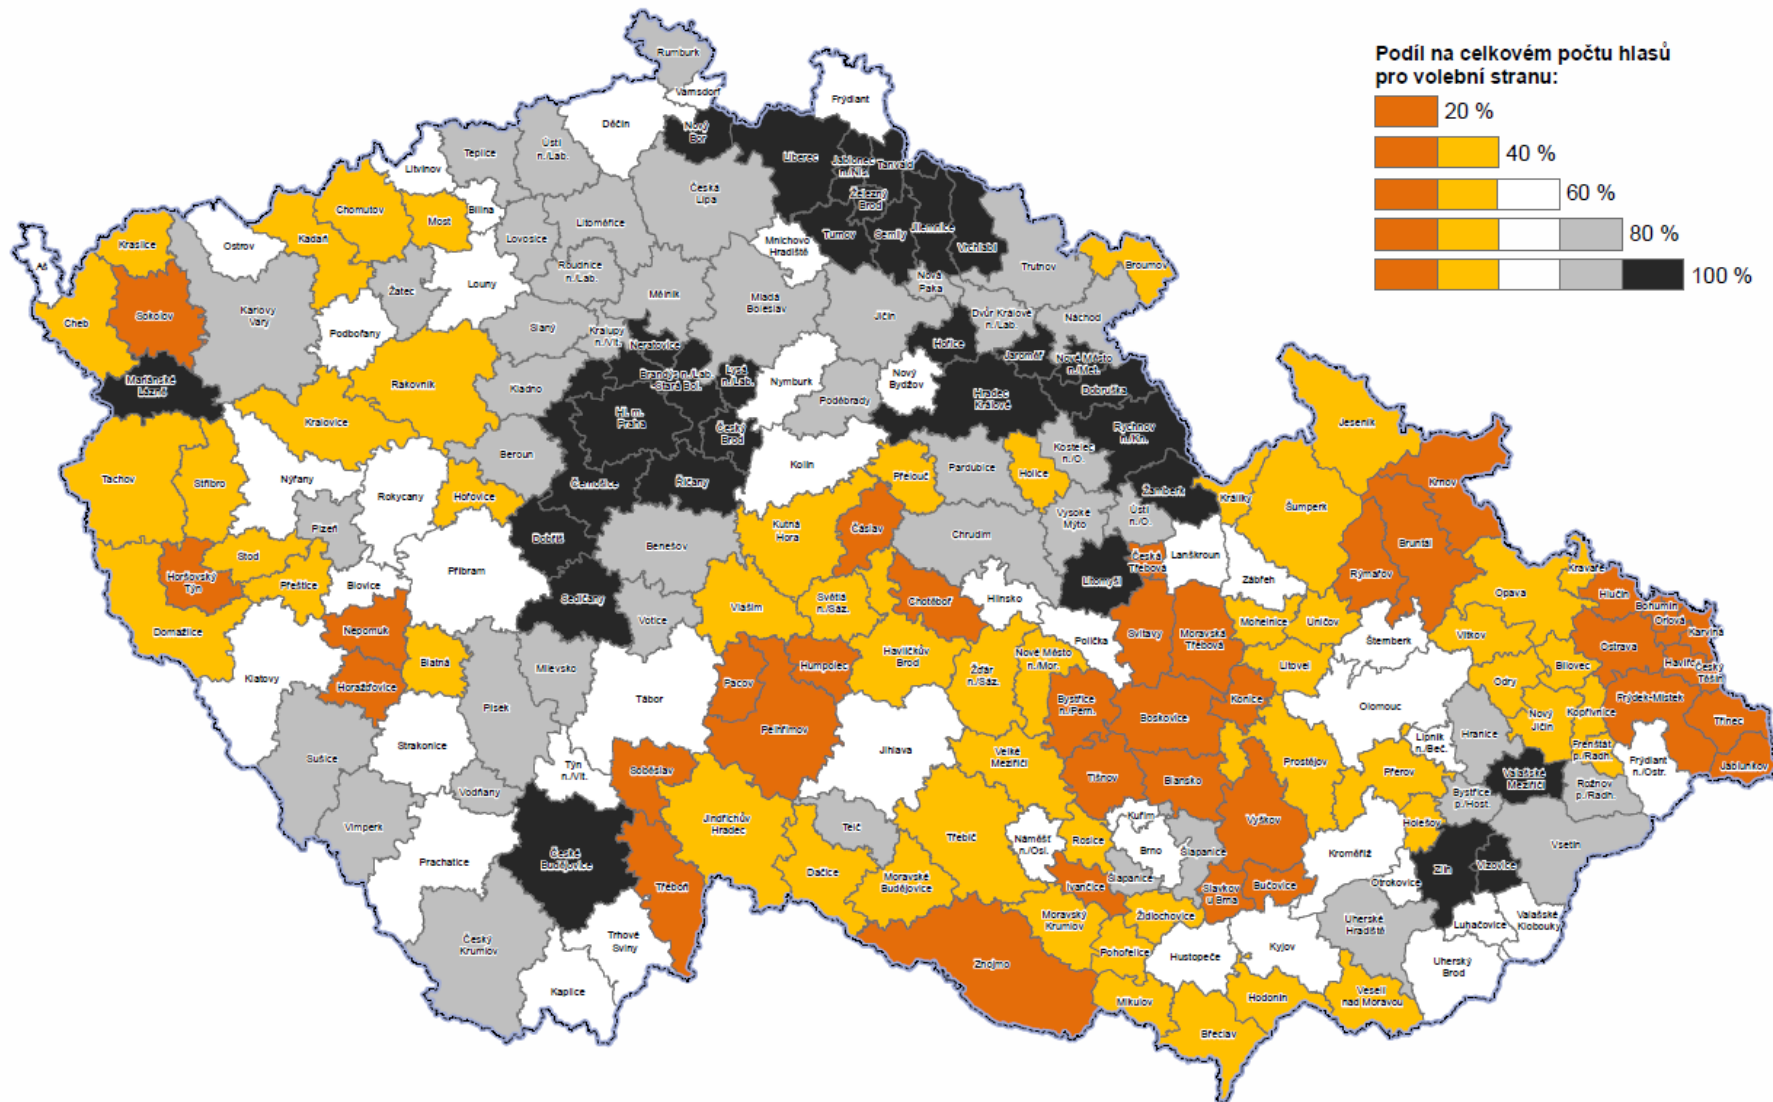 Podíl na celkovém počtu hlasů
pro volební stranu:
20 %
40 %
60 %
80 %
100 %
Rumburk
Varnsdorf
Frýdlant
Děčín
Nový
Bor
Ústí
n./Lab.
Teplice
Litvínov
Liberec
Jablonec
n./Nis.
Tanvald
Česká
Lípa
Železný
Brod
Bílina
Chomutov
Most
Litoměřice
Lovosice
Turnov
Semily
Jilemnice
Vrchlabí
Mnichovo
Hradiště
Kraslice
Ostrov
Kadaň
Aš
Roudnice
n./Lab.
Trutnov
Broumov
Nová
Paka
Louny
Žatec
Mělník
Mladá
Boleslav
Sokolov
Karlovy
Vary
Cheb
Jičín
Dvůr Králové
n./Lab.
Náchod
Podbořany
Slaný
Kralupy
n./Vlt.
Neratovice
Hořice
Jaroměř
Nové Město
n./Met.
Mariánské
Lázně
Rakovník
Kladno
Brandýs n./Lab.
-Stará Bol.
Lysá
n./Lab.
Nymburk
Nový
Bydžov
Poděbrady
Hradec
Králové
Dobruška
Kralovice
Hl. m.
Praha
Český
Brod
Rychnov
n./Kn.
Jeseník
Beroun
Kostelec
n./O.
Kolín
Tachov
Stříbro
Nýřany
Rokycany
Hořovice
Černošice
Říčany
Přelouč
Pardubice
Holice
Žamberk
Králíky
Šumperk
Krnov
Plzeň
Vysoké
Mýto
Ústí
n./O.
Kutná
Hora
Čáslav
Chrudim
Dobříš
Benešov
Stod
Lanškroun
Česká
Třebová
Bruntál
Horšovský
Týn
Přeštice
Blovice
Příbram
Litomyšl
Zábřeh
Rýmařov
Kravaře
Sedlčany
Světlá
n./Sáz.
Chotěboř
Hlinsko
Opava
Hlučín
Bohumín
Vlašim
Votice
Mohelnice
Uničov
Orlová
Karviná
Nepomuk
Domažlice
Polička
Svitavy
Moravská
Třebová
Šternberk
Vítkov
Ostrava
Havířov
Český
Těšín
Klatovy
Horažďovice
Blatná
Milevsko
Havlíčkův
Brod
Nové Město
n./Mor.
Žďár
n./Sáz.
Litovel
Bílovec
Humpolec
Pacov
Odry
Tábor
Písek
Bystřice
n./Pern.
Konice
Frýdek-Místek
Olomouc
Boskovice
Nový
Jičín
Kopřivnice
Třinec
Pelhřimov
Sušice
Strakonice
Jihlava
Lipník
n./Beč.
Hranice
Frenštát
p./Radh.
Frýdlant
n./Ostr.
Jablunkov
Velké
Meziříčí
Týn
n./Vlt.
Soběslav
Prostějov
Přerov
Tišnov
Blansko
Valašské
Meziříčí
Rožnov
p./Radh.
Vodňany
Bystřice
p./Host.
Vimperk
Jindřichův
Hradec
Telč
Třebíč
Náměšť
n./Osl.
Rosice
Kuřim
Brno
Šlapanice
Vyškov
Holešov
Kroměříž
Vsetín
Prachatice
České
Budějovice
Zlín
Vizovice
Třeboň
Dačice
Moravské
Budějovice
Ivančice
Šlapanice
Slavkov
u Brna
Bučovice
Otrokovice
Moravský
Krumlov
Židlochovice
Uherské
Hradiště
Luhačovice
Valašské
Klobouky
Český
Krumlov
Trhové
Sviny
Znojmo
Pohořelice
Hustopeče
Kyjov
Uherský
Brod
Kaplice
Mikulov
Hodonín
Veselí
nad Moravou
Břeclav